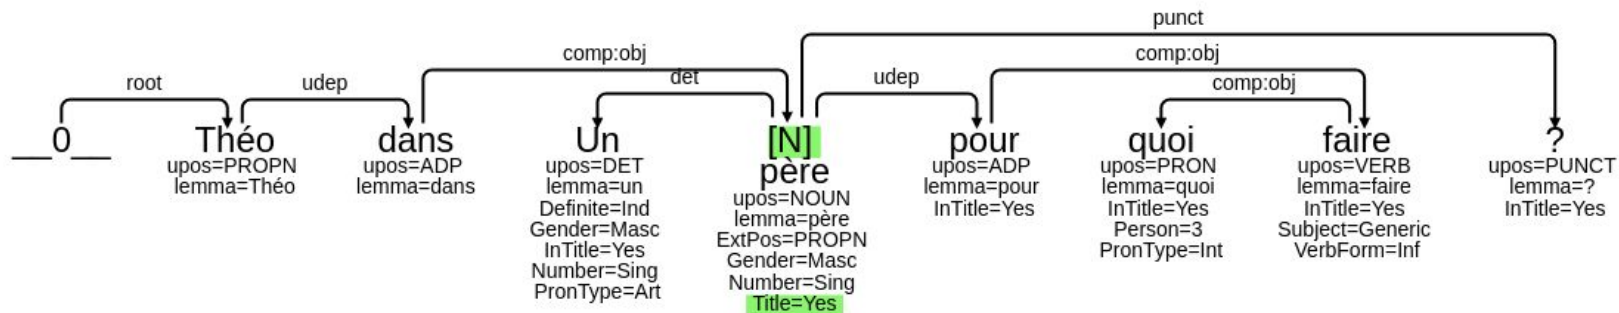 punct
comp:obj comp:obj
root udep det udep comp:obj
__0__ Théo dans Un [N] pour quoi faire ?
père
upos=PROPN upos=ADP upos=DET upos=NOUN upos=ADP upos=PRON upos=VERB upos=PUNCT
lemma=Théo lemma=dans lemma=un lemma=père lemma=pour lemma=quoi lemma=faire lemma=?
Definite=Ind ExtPos=PROPN InTitle=Yes InTitle=Yes InTitle=Yes InTitle=Yes
Gender=Masc Gender=Masc Person=3 Subject=Generic
InTitle=Yes Number=Sing PronType=Int VerbForm=Inf
Number=Sing Title=Yes
PronType=Art